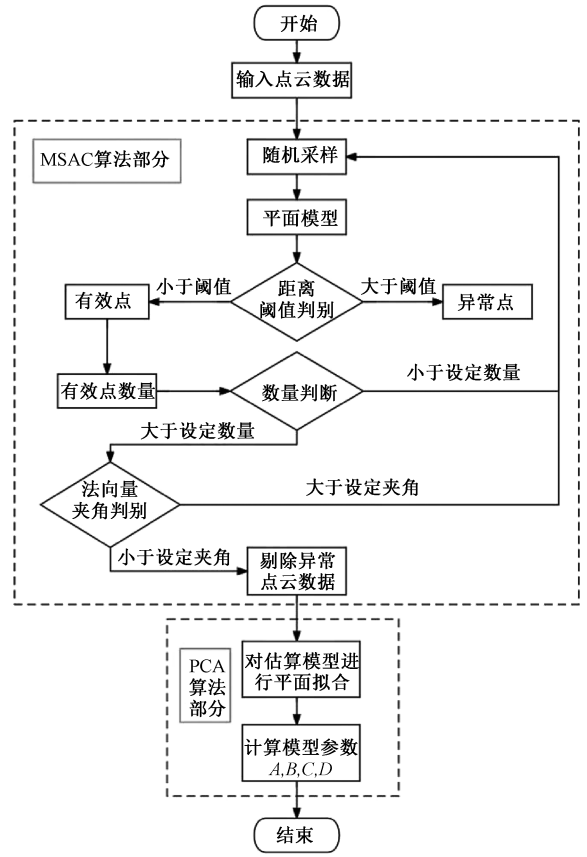 开始
输入点云数据
MSAC算法部分
随机采样
平面模型
距离
阈值判别
小于阈值
大于阈值
有效点
异常点
有效点数量
数量判断
小于设定数量
大于设定数量
法向量
夹角判别
大于设定夹角
小于设定夹角
剔除异常
点云数据
PCA
算法
部分
对估算模型进
行平面拟合
计算模型参数
A,B,C,D
结束